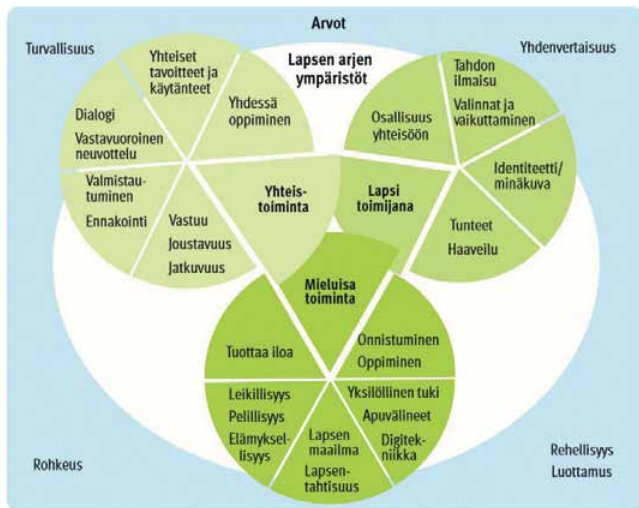 Arvot
Turvallisuus
Yhdenvertaisuus
Lapsen arjen
ympäristöt
Yhteiset
tavoitteet ja
käytänteet
Yhdessä
oppiminen
Dialogi
Vastavuoroinen
neuvottelu
Valmistau-
tuminen
Ennakointi
Vastuu
Joustavuus
Jatkuvuus
Yhteis-
toiminta
Osallisuus
yhteisöön
Tahdon
ilmaisu
Valinnat ja
vaikuttaminen
Identiteetti/
minäkuva
Tunteet
Haaveilu
Lapsi
toimijana
Mieluisa
toiminta
Tuottaa iloa
Onnistuminen
Oppiminen
Leikillisyys
Pelillisyys
Elämyksel-
lisyys
Lapsen
maailma
Lapsen-
tahtisuus
Yksilöllinen tuki
Apuvälineet
Digitek-
niikka
Rohkeus
Rehellisyys
Luottamus